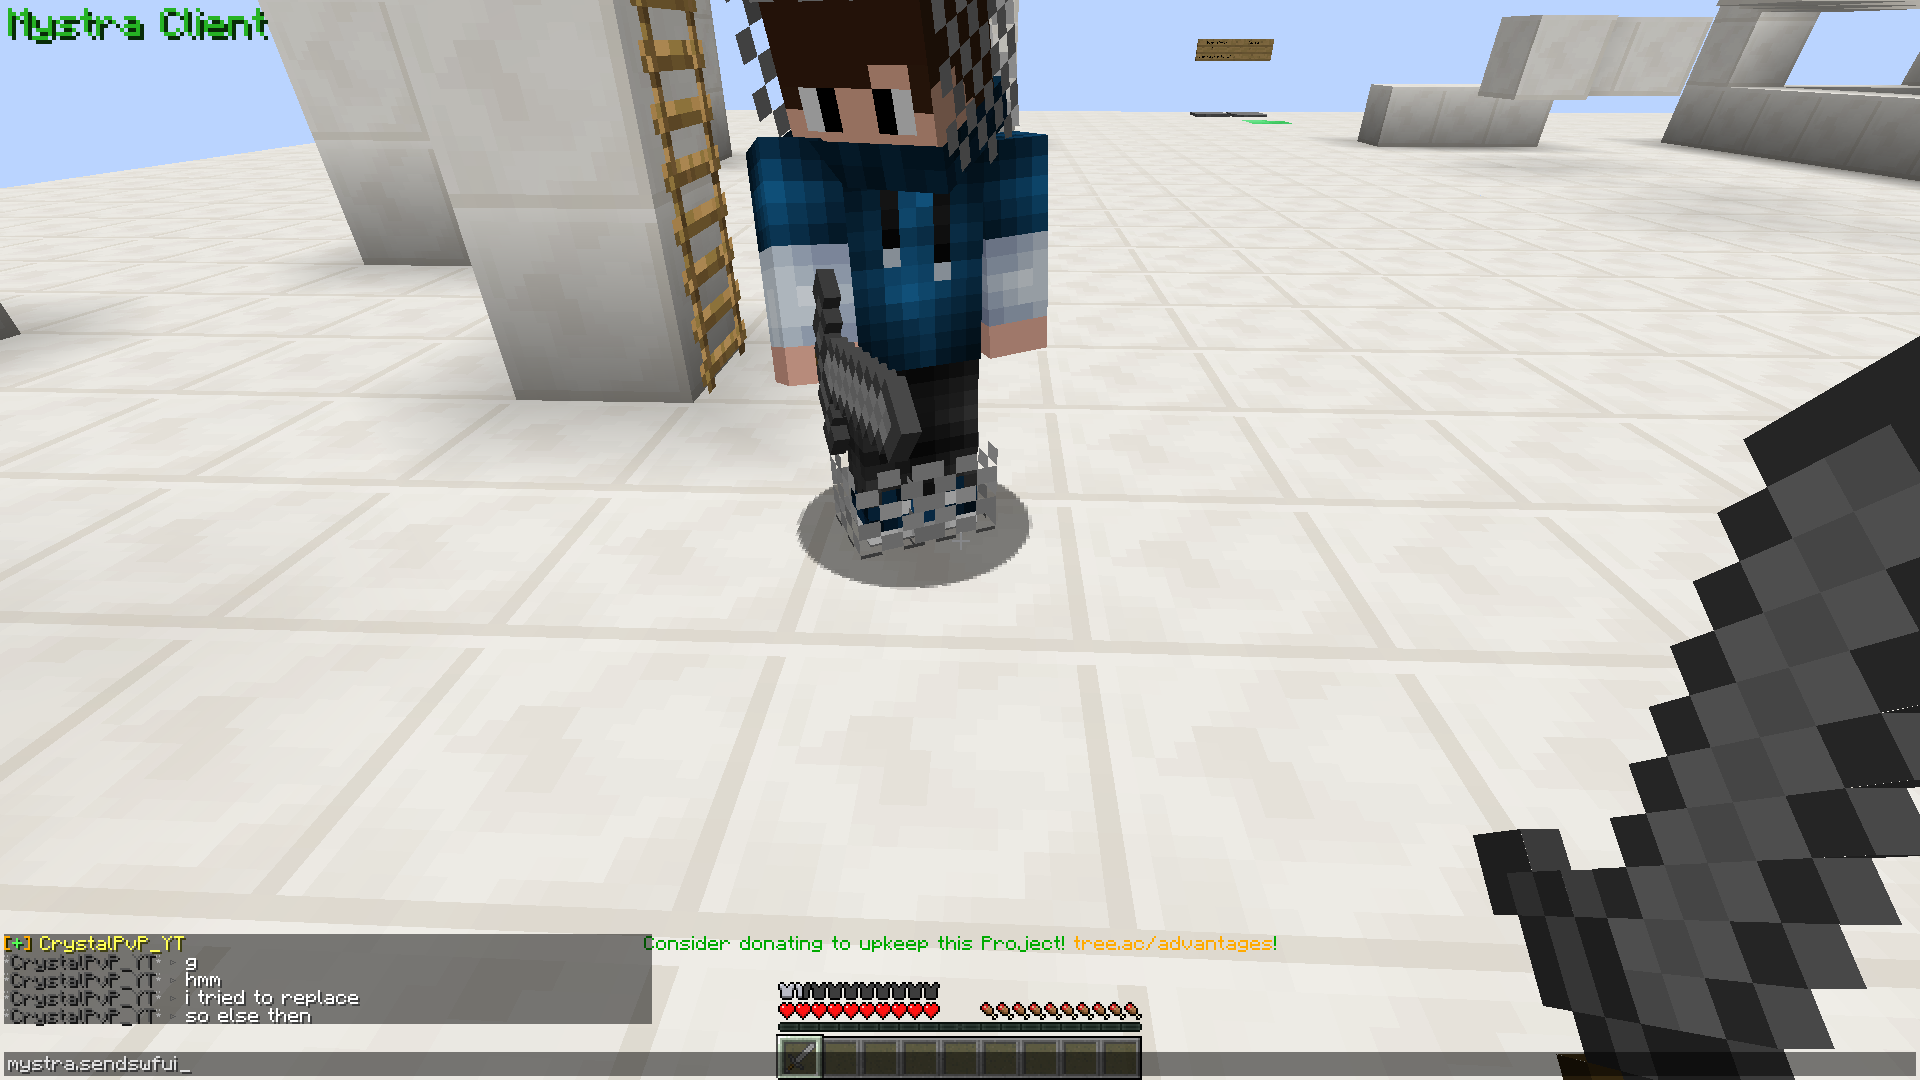 Mystra Client
[+] CrystalPvP_YT
*CrystalPvP_YT* ▹ g
*CrystalPvP_YT* ▹ hmm
*CrystalPvP_YT* ▹ i tried to replace
*CrystalPvP_YT* ▹ so else then
Consider donating to upkeep this Project! tree.ac/advantages!
mystra.sendswfui_